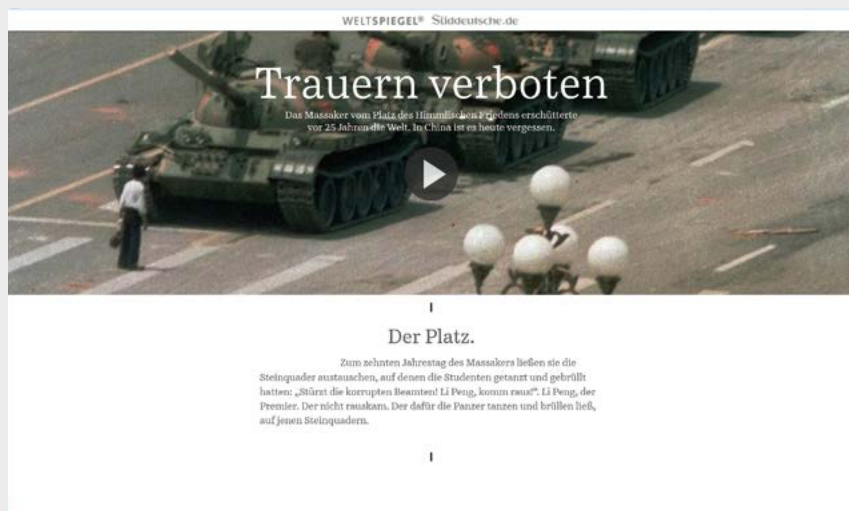 WELTSPIEGEL® Süddeutsche.de
Trauern verboten
Das Massaker vom Platz des Himmlischen Friedens erschütterte
vor 25 Jahren die Welt. In China ist es heute vergessen.
Der Platz.
Zum zehnten Jahrestag des Massakers ließen sie die
Steinquader austauschen, auf denen die Studenten getanzt und gebrüllt
hatten: „Stürzt die korrupten Beamten! Li Peng, komm raus!“. Li Peng, der
Premier. Der nicht rauskam. Der dafür die Panzer tanzen und brüllen ließ,
auf jenen Steinquadern.